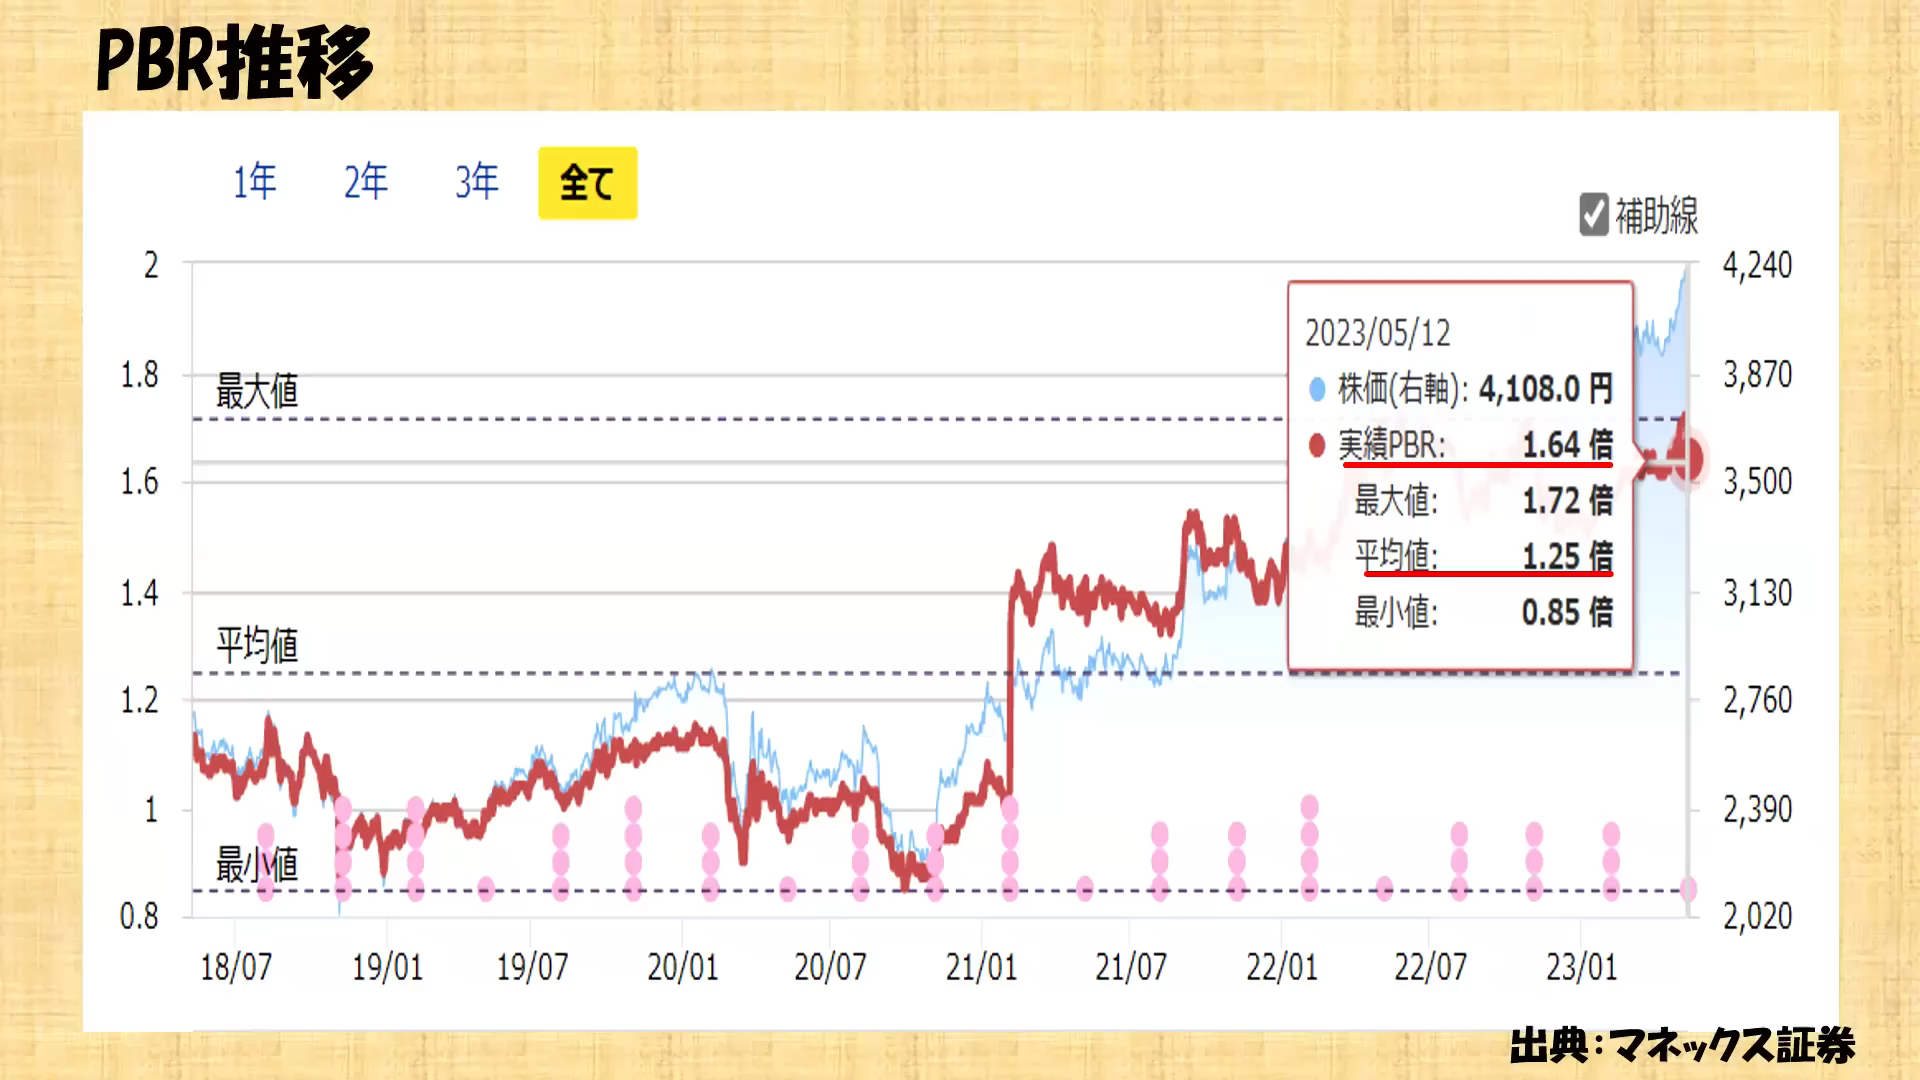 PBR推移
1年 2年 3年 全て
補助線
2 4,240
1.8 3,870
1.6 3,500
1.4 3,130
1.2 2,760
1 2,390
0.8 2,020
最大値
平均値
最小値
2023/05/12
株価(右軸): 4,108.0 円
実績PBR: 1.64 倍
最大値: 1.72 倍
平均値: 1.25 倍
最小値: 0.85 倍
18/07 19/01 19/07 20/01 20/07 21/01 21/07 22/01 22/07 23/01
出典:マネックス証券